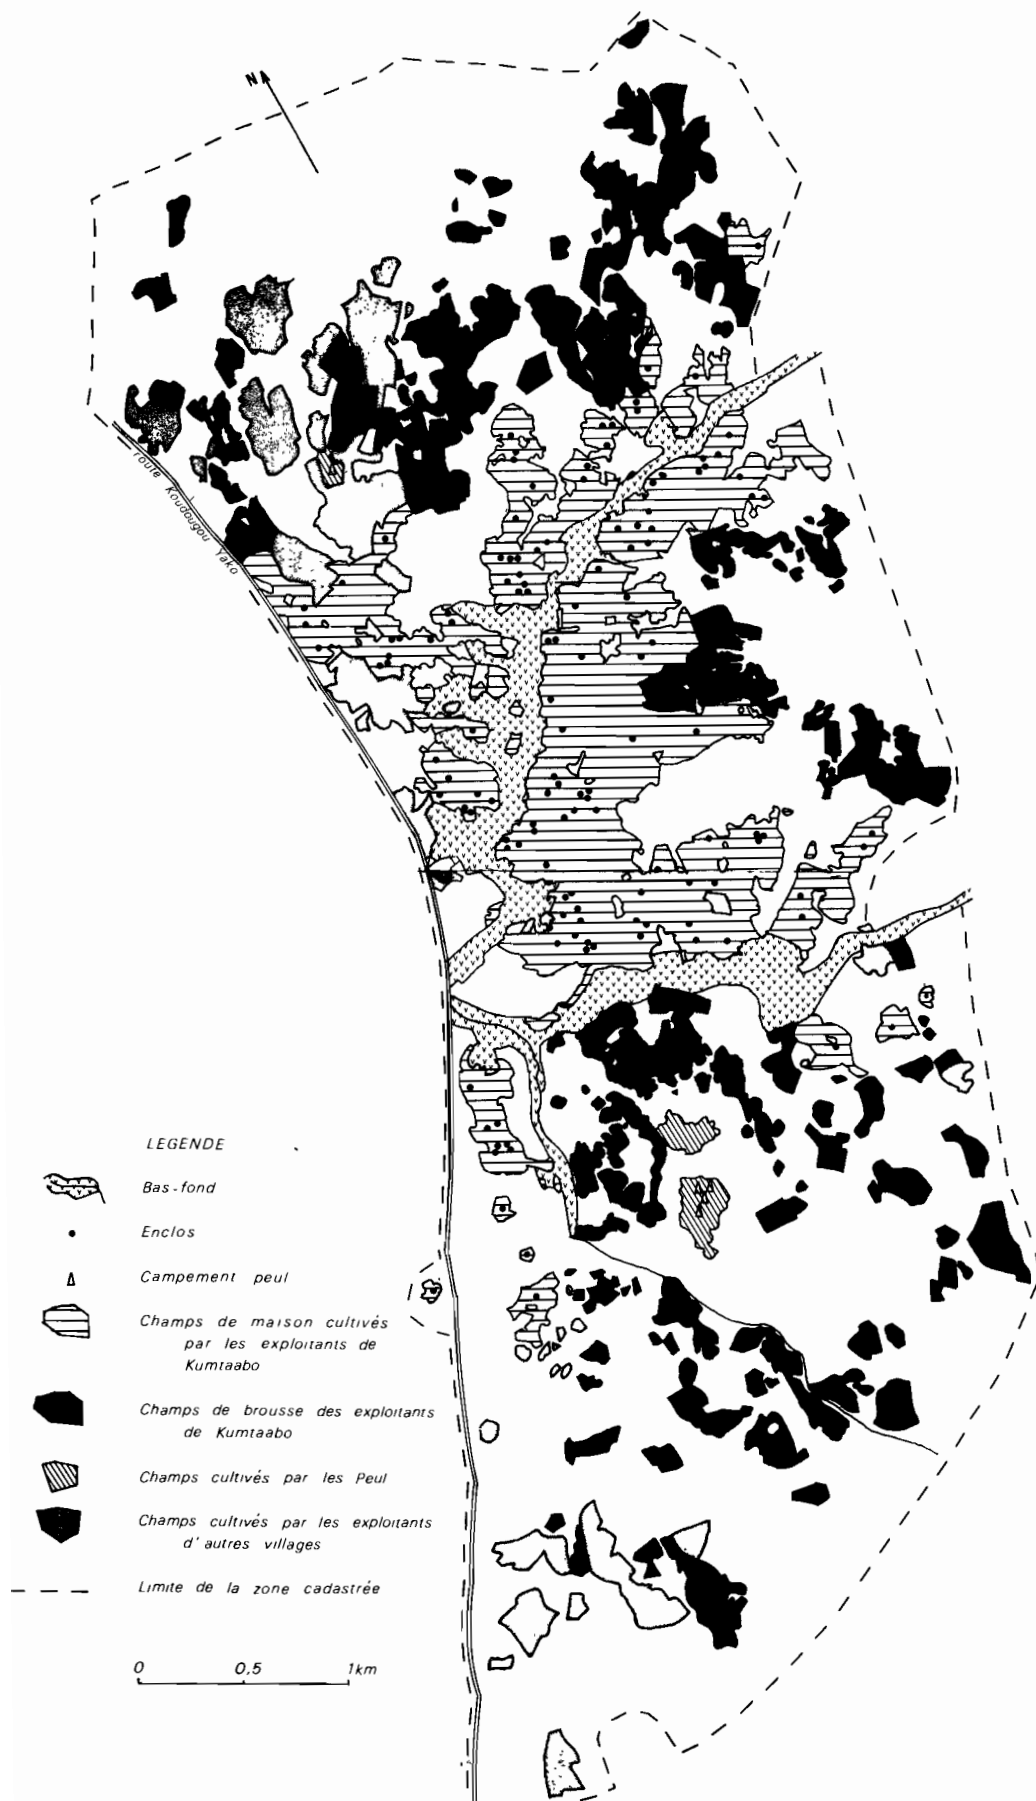 N
route Koudougou Yako
LEGENDE
Bas-fond
Enclos
Campement peul
Champs de maison cultivés
par les exploitants de
Kumtaabo
Champs de brousse des exploitants
de Kumtaabo
Champs cultivés par les Peul
Champs cultivés par les exploitants
d'autres villages
Limite de la zone cadastrée
0 0,5 1km